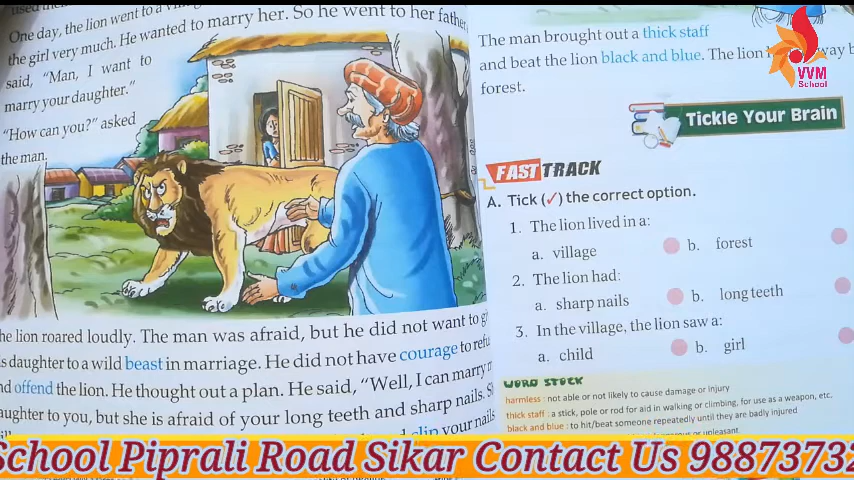 One day, the lion went to a
the girl very much. He wanted to marry her. So he went to her father,
said, "Man, I want to
marry your daughter."
"How can you?" asked
the man.
he lion roared loudly. The man was afraid, but he did not want to
s daughter to a wild beast in marriage. He did not have courage to refu
nd offend the lion. He thought out a plan. He said, "Well, I can marry
aughter to you, but she is afraid of your long teeth and sharp nails.
clip your nails
The man brought out a thick staff
and beat the lion black and blue. The lion
forest.
VVM
School
Tickle Your Brain
FAST TRACK
A. Tick (✓) the correct option.
1. The lion lived in a:
a. village b. forest
2. The lion had:
a. sharp nails b. long teeth
3. In the village, the lion saw a:
a. child b. girl
WORD STOCK
harmless : not able or not likely to cause damage or injury
thick staff : a stick, pole or rod for aid in walking or climbing, for use as a weapon, etc.
black and blue : to hit/beat someone repeatedly until they are badly injured
or unpleasant.
School Piprali Road Sikar Contact Us 98873732